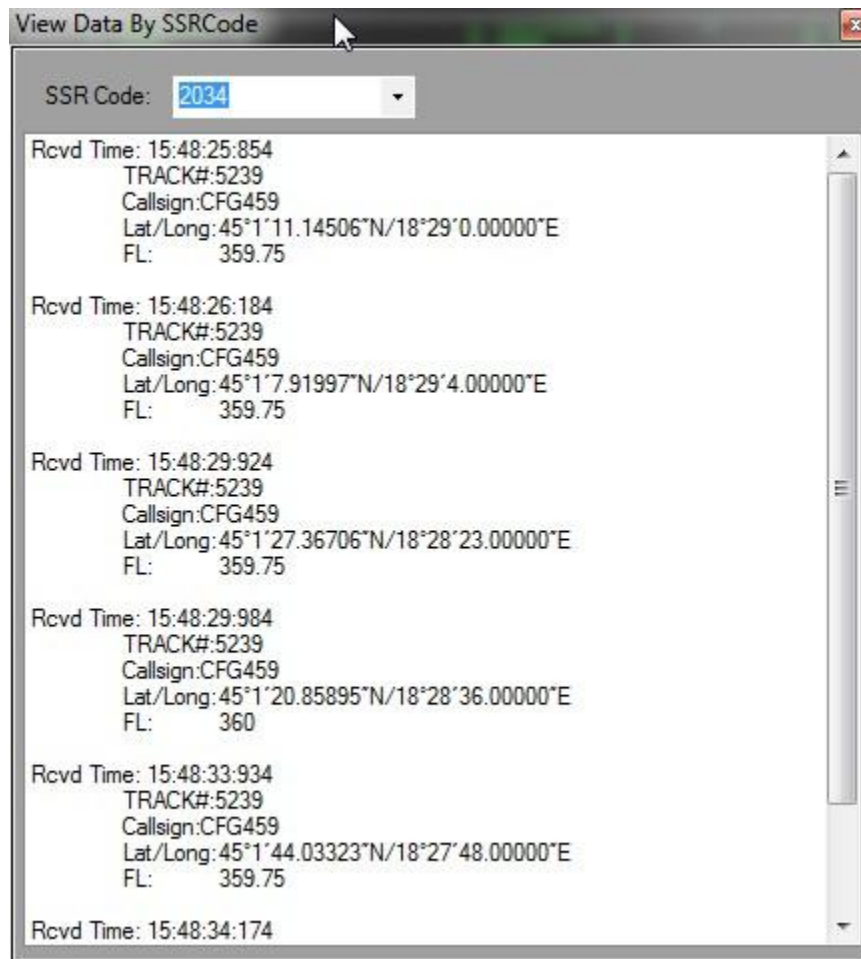 View Data By SSRCode
SSR Code: 2034
Rcvd Time: 15:48:25:854
TRACK#:5239
Callsign:CFG459
Lat/Long:45°1´11.14506˝N/18°29´0.00000˝E
FL: 359.75
Rcvd Time: 15:48:26:184
TRACK#:5239
Callsign:CFG459
Lat/Long:45°1´7.91997˝N/18°29´4.00000˝E
FL: 359.75
Rcvd Time: 15:48:29:924
TRACK#:5239
Callsign:CFG459
Lat/Long:45°1´27.36706˝N/18°28´23.00000˝E
FL: 359.75
Rcvd Time: 15:48:29:984
TRACK#:5239
Callsign:CFG459
Lat/Long:45°1´20.85895˝N/18°28´36.00000˝E
FL: 360
Rcvd Time: 15:48:33:934
TRACK#:5239
Callsign:CFG459
Lat/Long:45°1´44.03323˝N/18°27´48.00000˝E
FL: 359.75
Rcvd Time: 15:48:34:174